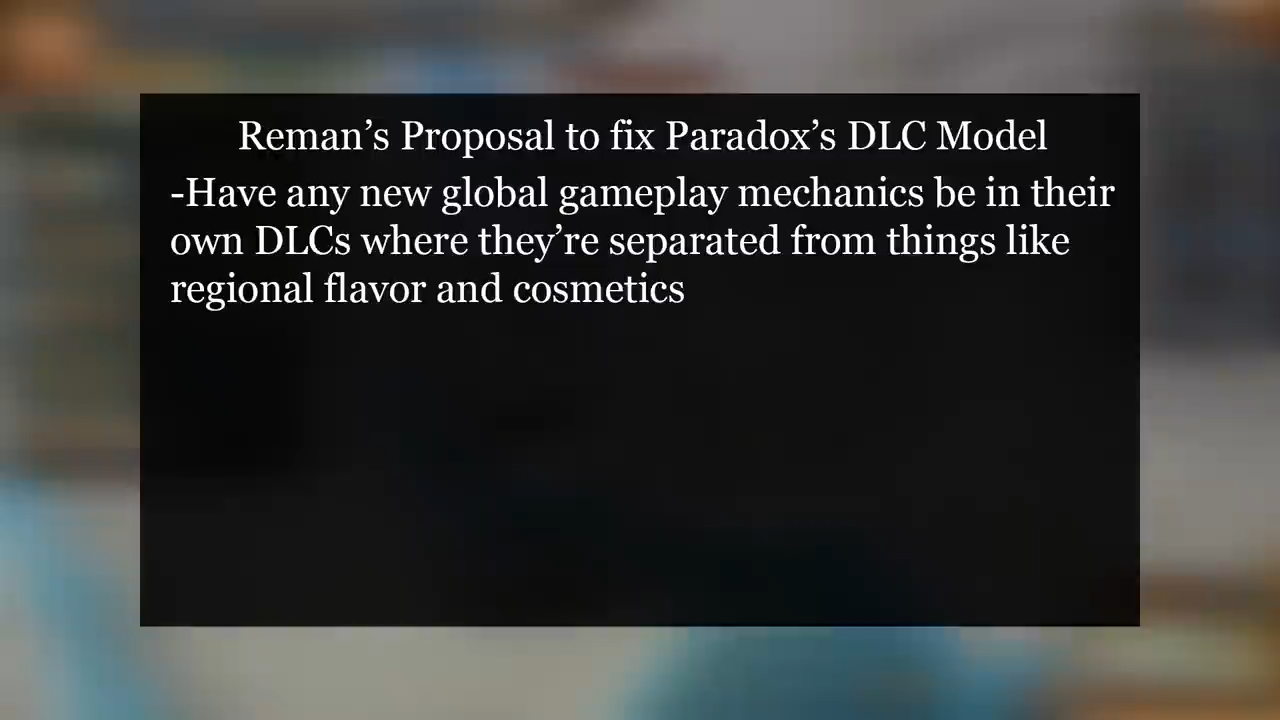 Reman’s Proposal to fix Paradox’s DLC Model
-Have any new global gameplay mechanics be in their
own DLCs where they’re separated from things like
regional flavor and cosmetics